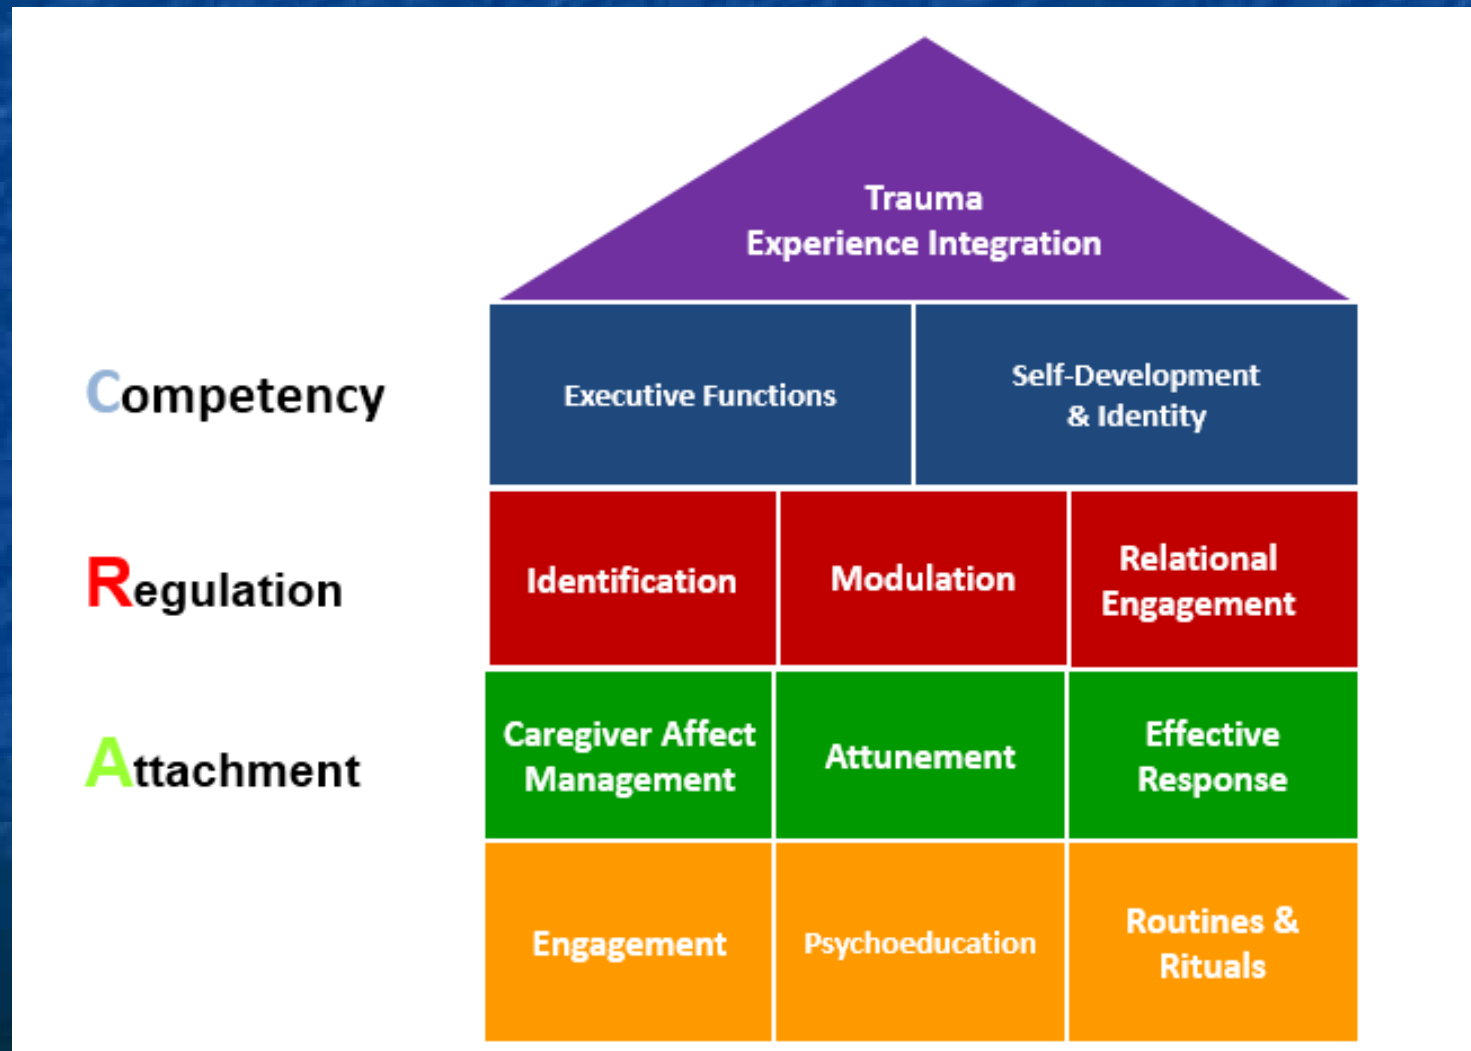 Trauma
Experience Integration
Competency
Executive Functions
Self-Development
& Identity
Regulation
Identification
Modulation
Relational
Engagement
Attachment
Caregiver Affect
Management
Attunement
Effective
Response
Engagement
Psychoeducation
Routines &
Rituals